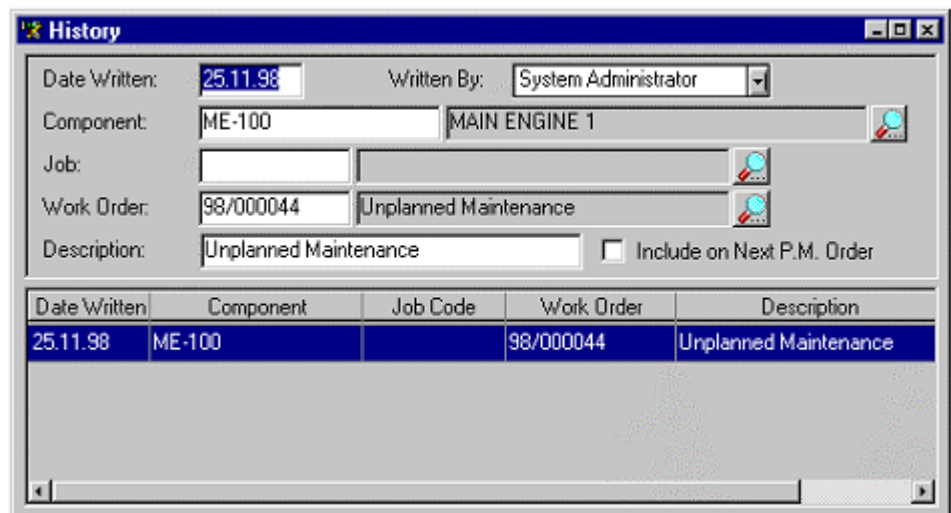 History
Date Written: 25.11.98 Written By: System Administrator
Component: ME-100 MAIN ENGINE 1
Job:
Work Order: 98/000044 Unplanned Maintenance
Description: Unplanned Maintenance Include on Next P.M. Order
Date Written Component Job Code Work Order Description
25.11.98 ME-100 98/000044 Unplanned Maintenance